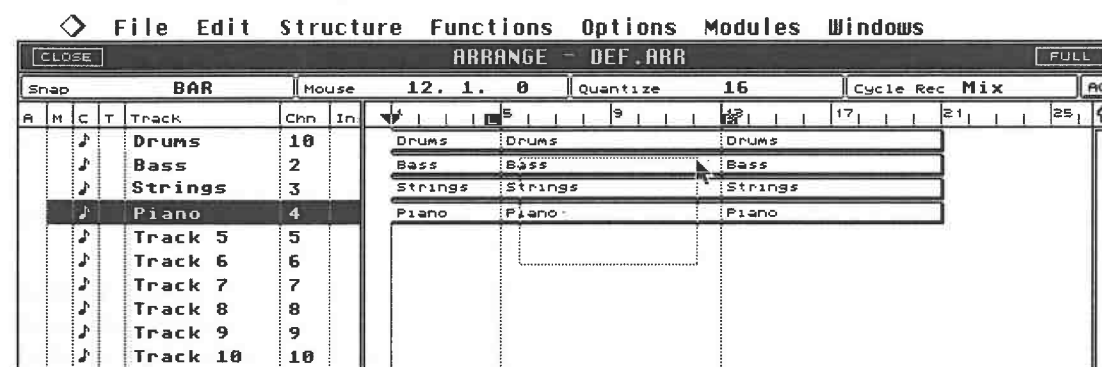 File Edit Structure Functions Options Modules Windows
CLOSE ARRANGE - DEF.ARR FULL
Snap BAR Mouse 12. 1. 0 Quantize 16 Cycle Rec Mix
A M C T Track Chn In 5 9 17 21 25
Drums 10 Drums Drums Drums
Bass 2 Bass Bass Bass
Strings 3 Strings Strings Strings
Piano 4 Piano Piano Piano
Track 5 5
Track 6 6
Track 7 7
Track 8 8
Track 9 9
Track 10 10